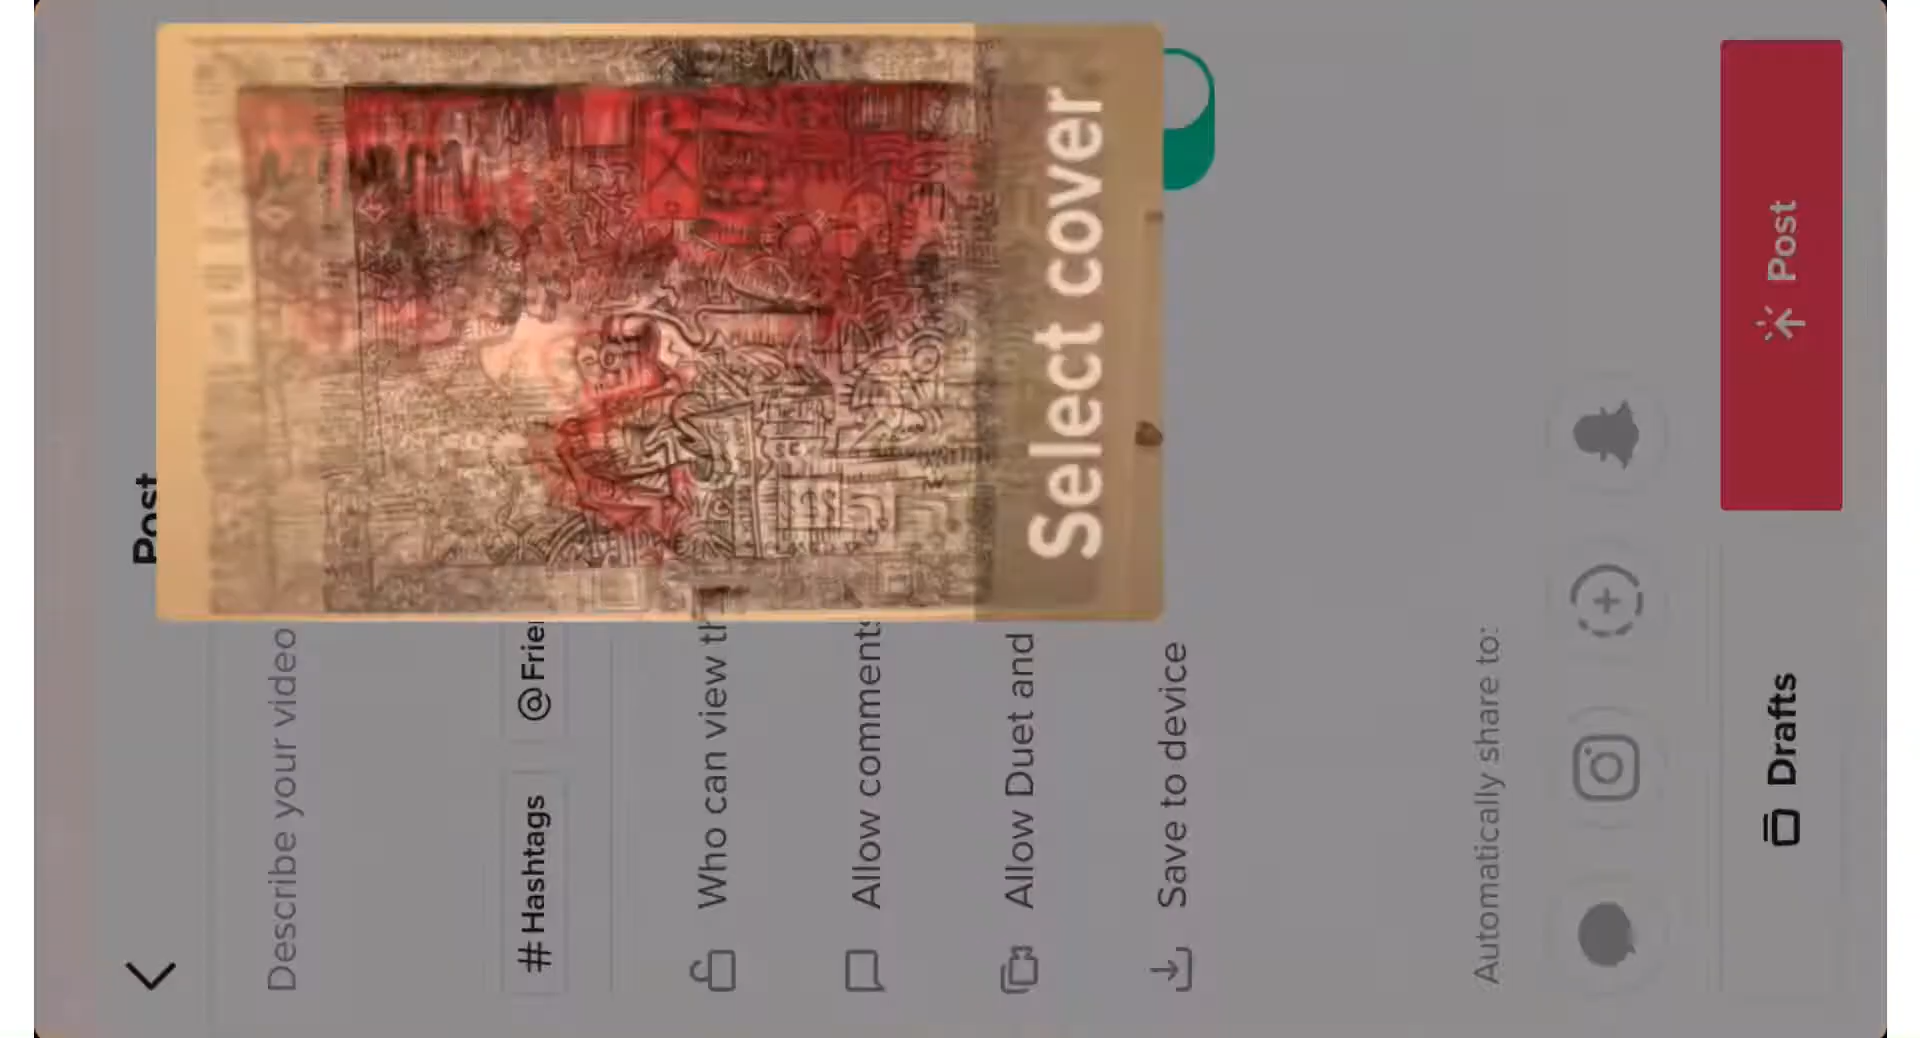 Post
Describe your video
#Hashtags
@Frie
Who can view th
Allow comments
Allow Duet and
Save to device
Select cover
Automatically share to:
Drafts
Post